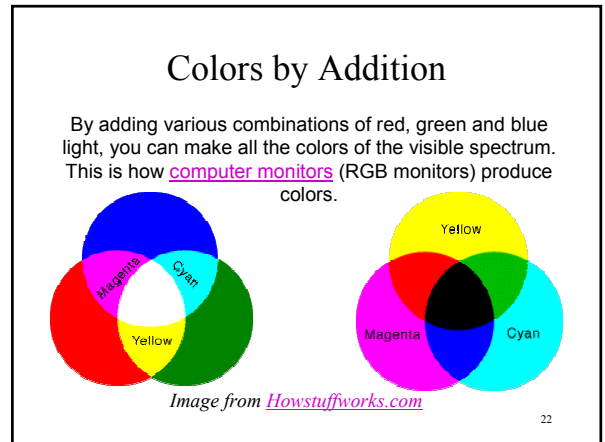 Colors by Addition
By adding various combinations of red, green and blue
light, you can make all the colors of the visible spectrum.
This is how computer monitors (RGB monitors) produce
colors.
Magenta
Cyan
Yellow
Yellow
Magenta
Cyan
Image from Howstuffworks.com
22